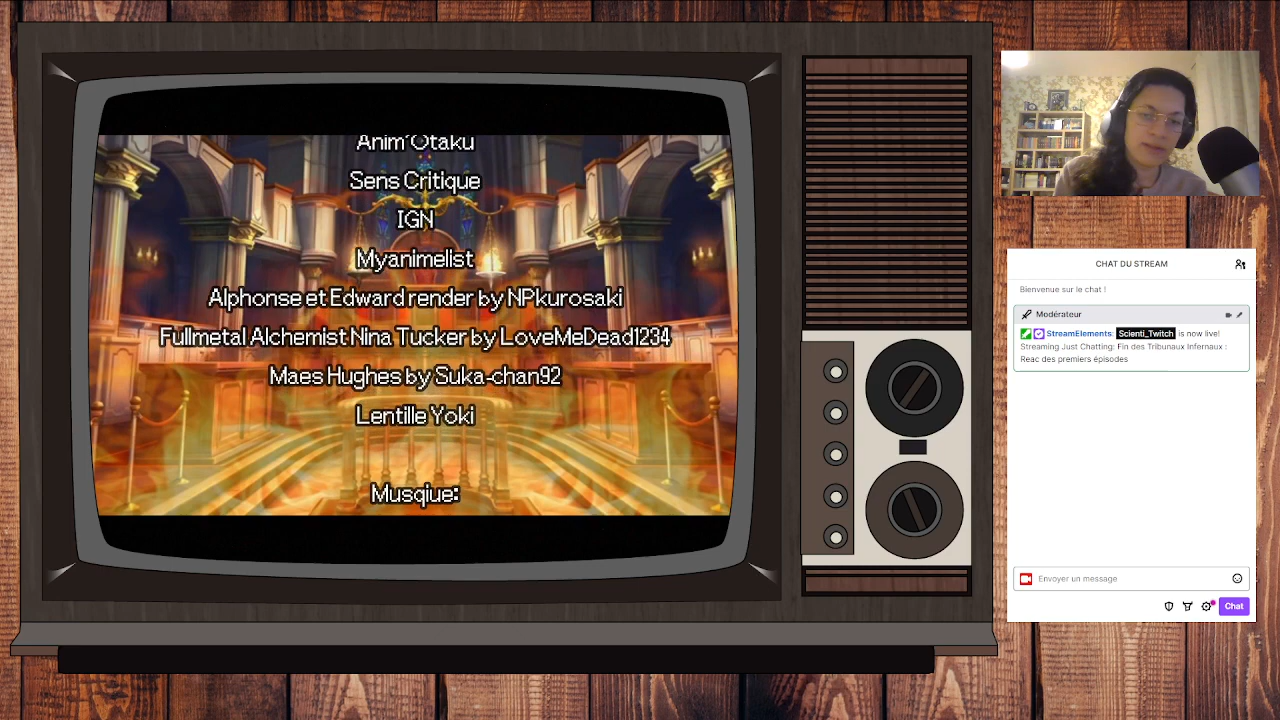 Anim'Otaku
Sens Critique
IGN
Myanimelist
Alphonse et Edward render by NPkurosaki
Fullmetal Alchemist Nina Tucker by LoveMeDead1234
Maes Hughes by Suka-chan92
Lentille Yoki
Musqiue:
CHAT DU STREAM
Bienvenue sur le chat !
Modérateur
StreamElements: Scienti_Twitch is now live!
Streaming Just Chatting: Fin des Tribunaux Infernaux :
Reac des premiers épisodes
Envoyer un message
Chat